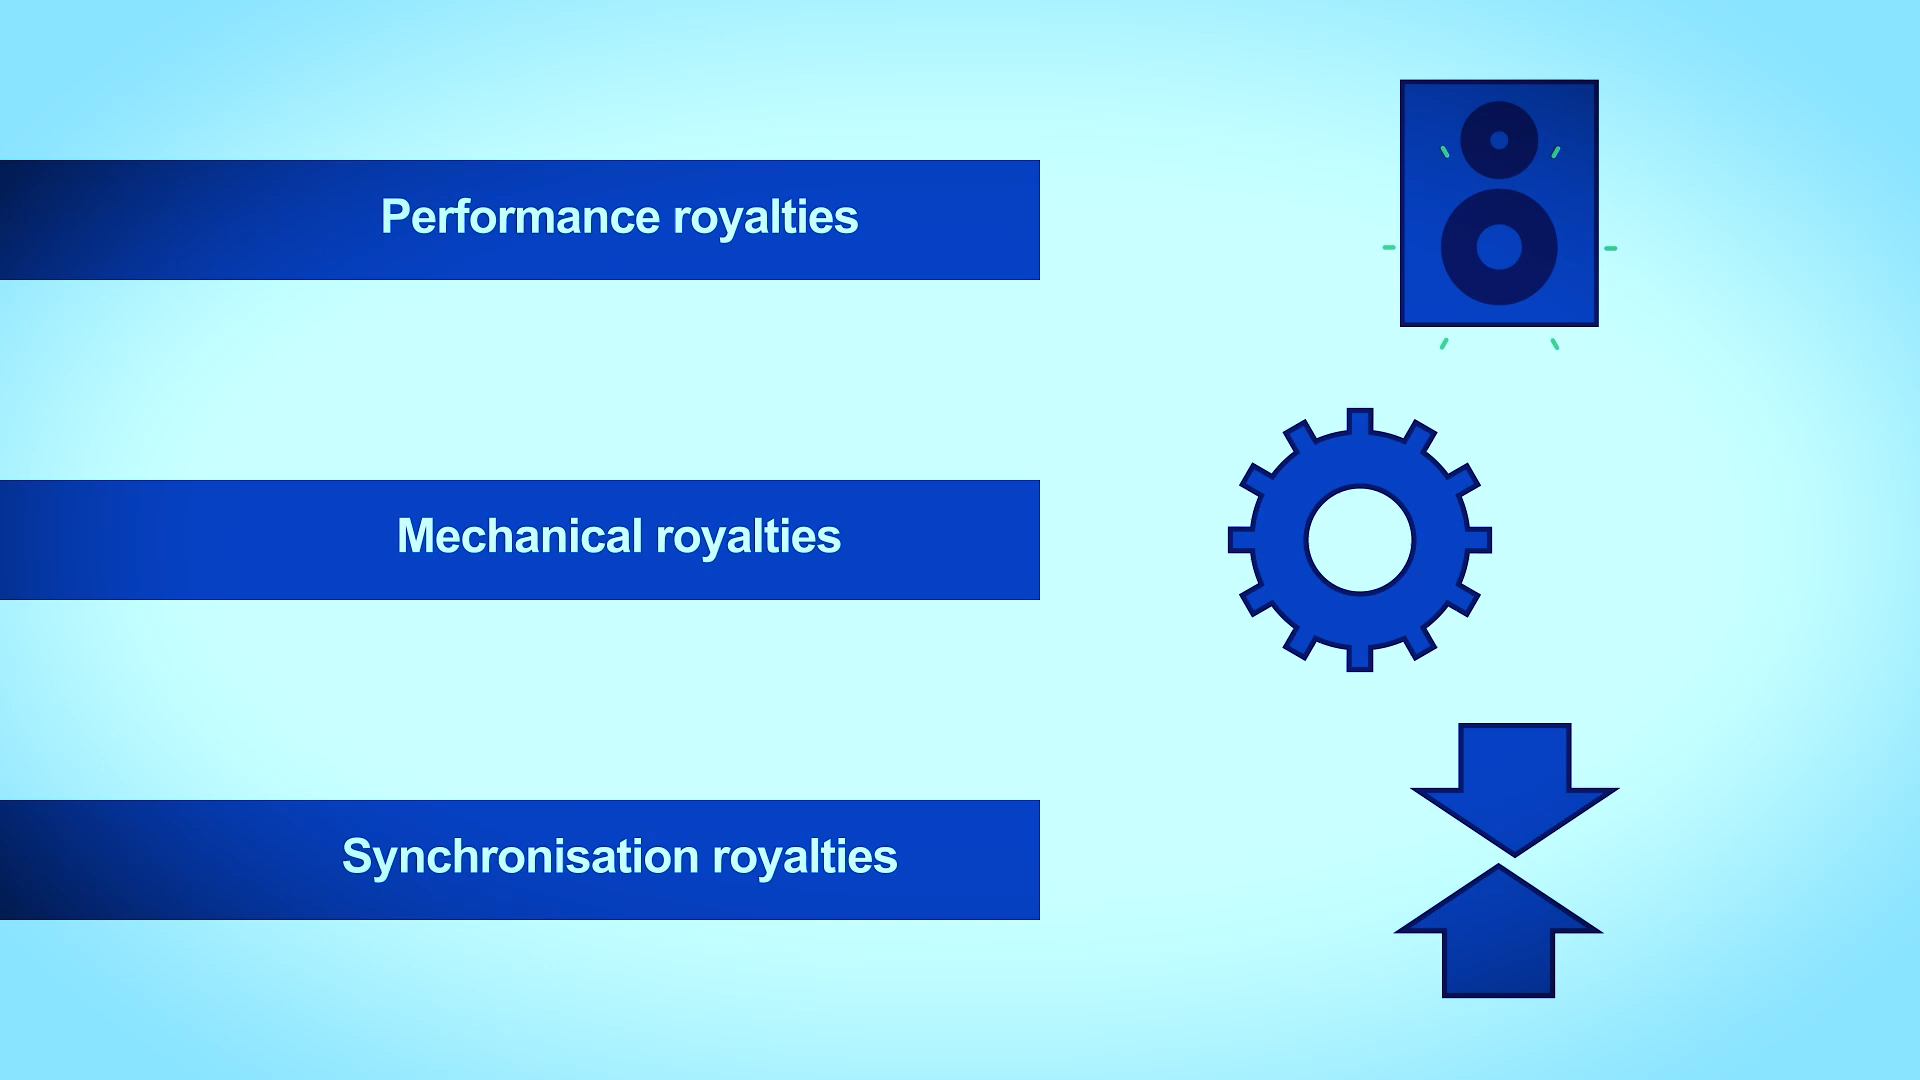 Performance royalties
Mechanical royalties
Synchronisation royalties